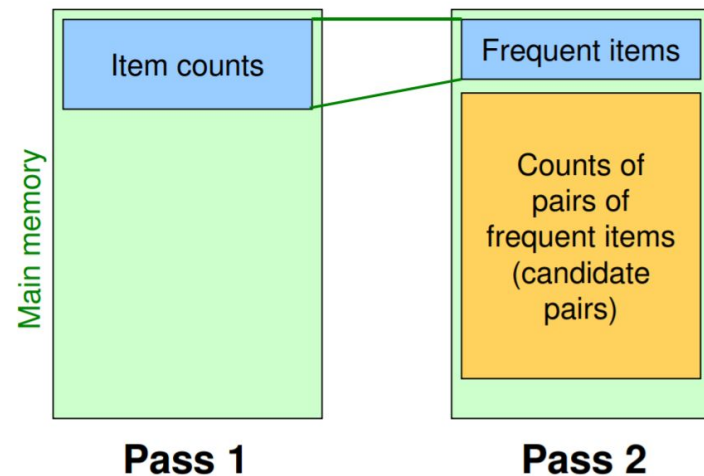 Main memory
Item counts
Frequent items
Counts of
pairs of
frequent items
(candidate
pairs)
Pass 1
Pass 2